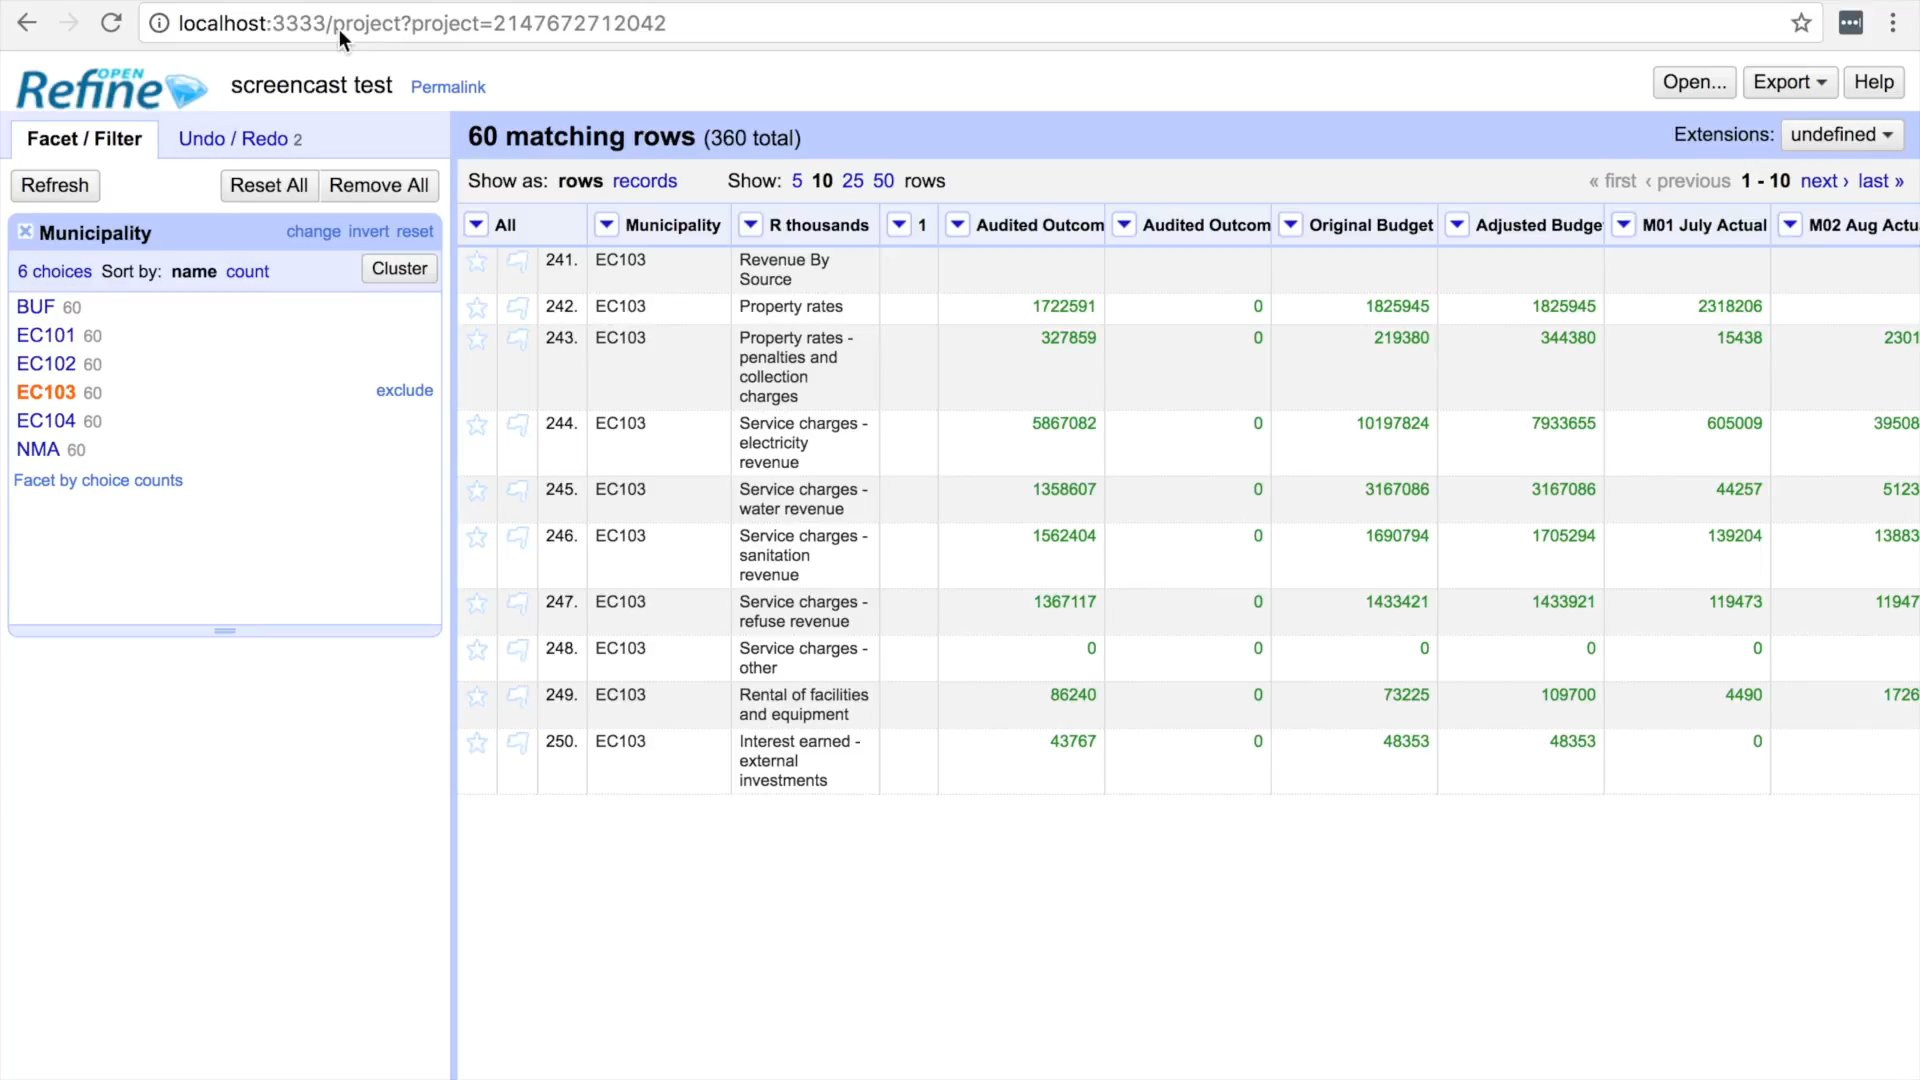 localhost:3333/project?project=2147672712042
OPEN
Refine screencast test Permalink Open... Export Help
Facet / Filter Undo / Redo 2 60 matching rows (360 total) Extensions: undefined
Refresh Reset All Remove All Show as: rows records Show: 5 10 25 50 rows « first ‹ previous 1 - 10 next › last »
Municipality change invert reset
6 choices Sort by: name count Cluster
BUF 60
EC101 60
EC102 60
EC103 60 exclude
EC104 60
NMA 60
Facet by choice counts
All Municipality R thousands 1 Audited Outcom Audited Outcom Original Budget Adjusted Budge M01 July Actual M02 Aug Actu
241. EC103 Revenue By
Source
242. EC103 Property rates 1722591 0 1825945 1825945 2318206
243. EC103 Property rates - 327859 0 219380 344380 15438 2301
penalties and
collection
charges
244. EC103 Service charges - 5867082 0 10197824 7933655 605009 39508
electricity
revenue
245. EC103 Service charges - 1358607 0 3167086 3167086 44257 5123
water revenue
246. EC103 Service charges - 1562404 0 1690794 1705294 139204 13883
sanitation
revenue
247. EC103 Service charges - 1367117 0 1433421 1433921 119473 11947
refuse revenue
248. EC103 Service charges - 0 0 0 0 0
other
249. EC103 Rental of facilities 86240 0 73225 109700 4490 1726
and equipment
250. EC103 Interest earned - 43767 0 48353 48353 0
external
investments